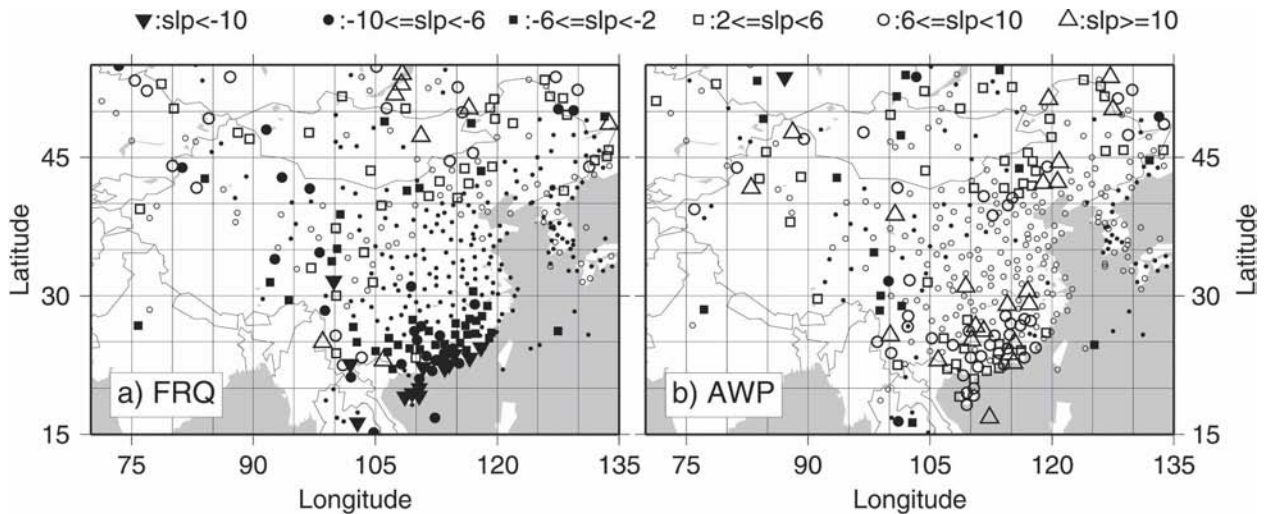 ▼:slp<-10 ●:-10<=slp<-6 ■:-6<=slp<-2 □:2<=slp<6 ○:6<=slp<10 △:slp>=10
Latitude
45
30
15
a) FRQ
75 90 105 120 135
Longitude
b) AWP
75 90 105 120 135
Longitude
45
30
15
Latitude